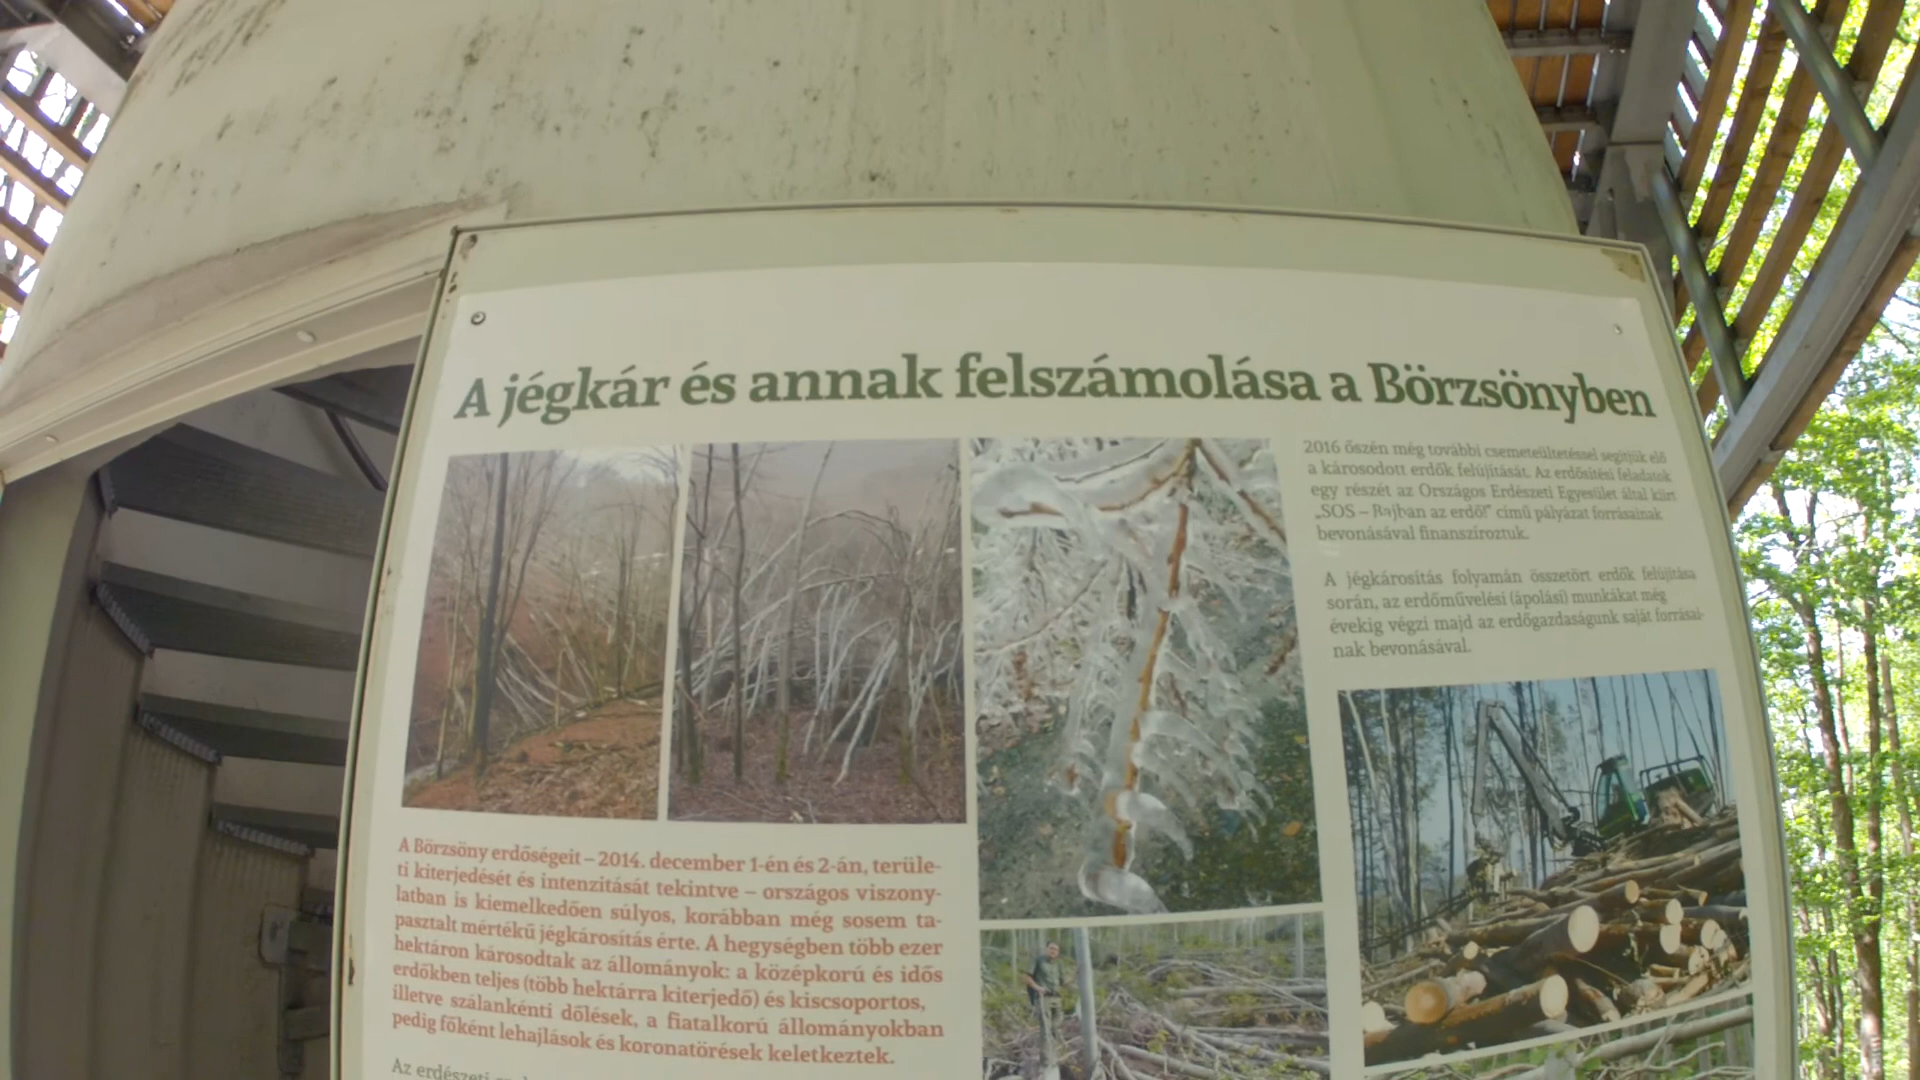 A jégkár és annak felszámolása a Börzsönyben
A Börzsöny erdőségeit – 2014. december 1-én és 2-án, terüle-
ti kiterjedését és intenzitását tekintve – országos viszony-
latban is kiemelkedően súlyos, korábban még sosem ta-
pasztalt mértékű jégkárosítás érte. A hegységben több ezer
hektáron károsodtak az állományok: a középkorú és idős
erdőkben teljes (több hektárra kiterjedő) és kiscsoportos,
illetve szálankénti dőlések, a fiatalkorú állományokban
pedig főként lehajlások és koronatörések keletkeztek.
Az erdészeti
2016 őszén még további csemeteültetéssel segítjük elő
a károsodott erdők felújítását. Az erdősítési feladatok
egy részét az Országos Erdészeti Egyesület által kiírt
„SOS – Bajban az erdő!” című pályázat forrásainak
bevonásával finanszíroztuk.
A jégkárosítás folyamán összetört erdők felújítása
során, az erdőművelési (ápolási) munkákat még
évekig végzi majd az erdőgazdaságunk saját forrásai-
nak bevonásával.